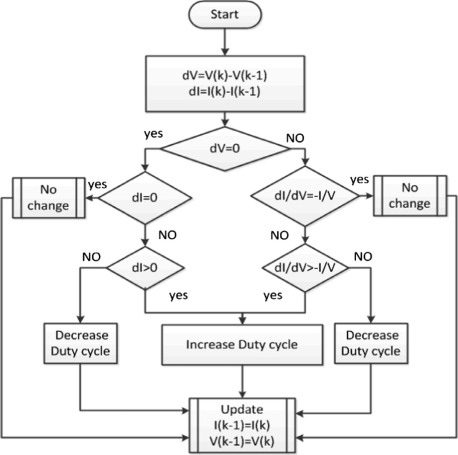 Start
dV=V(k)-V(k-1)
dI=I(k)-I(k-1)
yes
NO
dV=0
yes
yes
No
change
dI=0
dI/dV=-I/V
No
change
NO
NO
NO
dI>0
dI/dV>-I/V
NO
yes
yes
Decrease
Duty cycle
Increase Duty cycle
Decrease
Duty cycle
Update
I(k-1)=I(k)
V(k-1)=V(k)